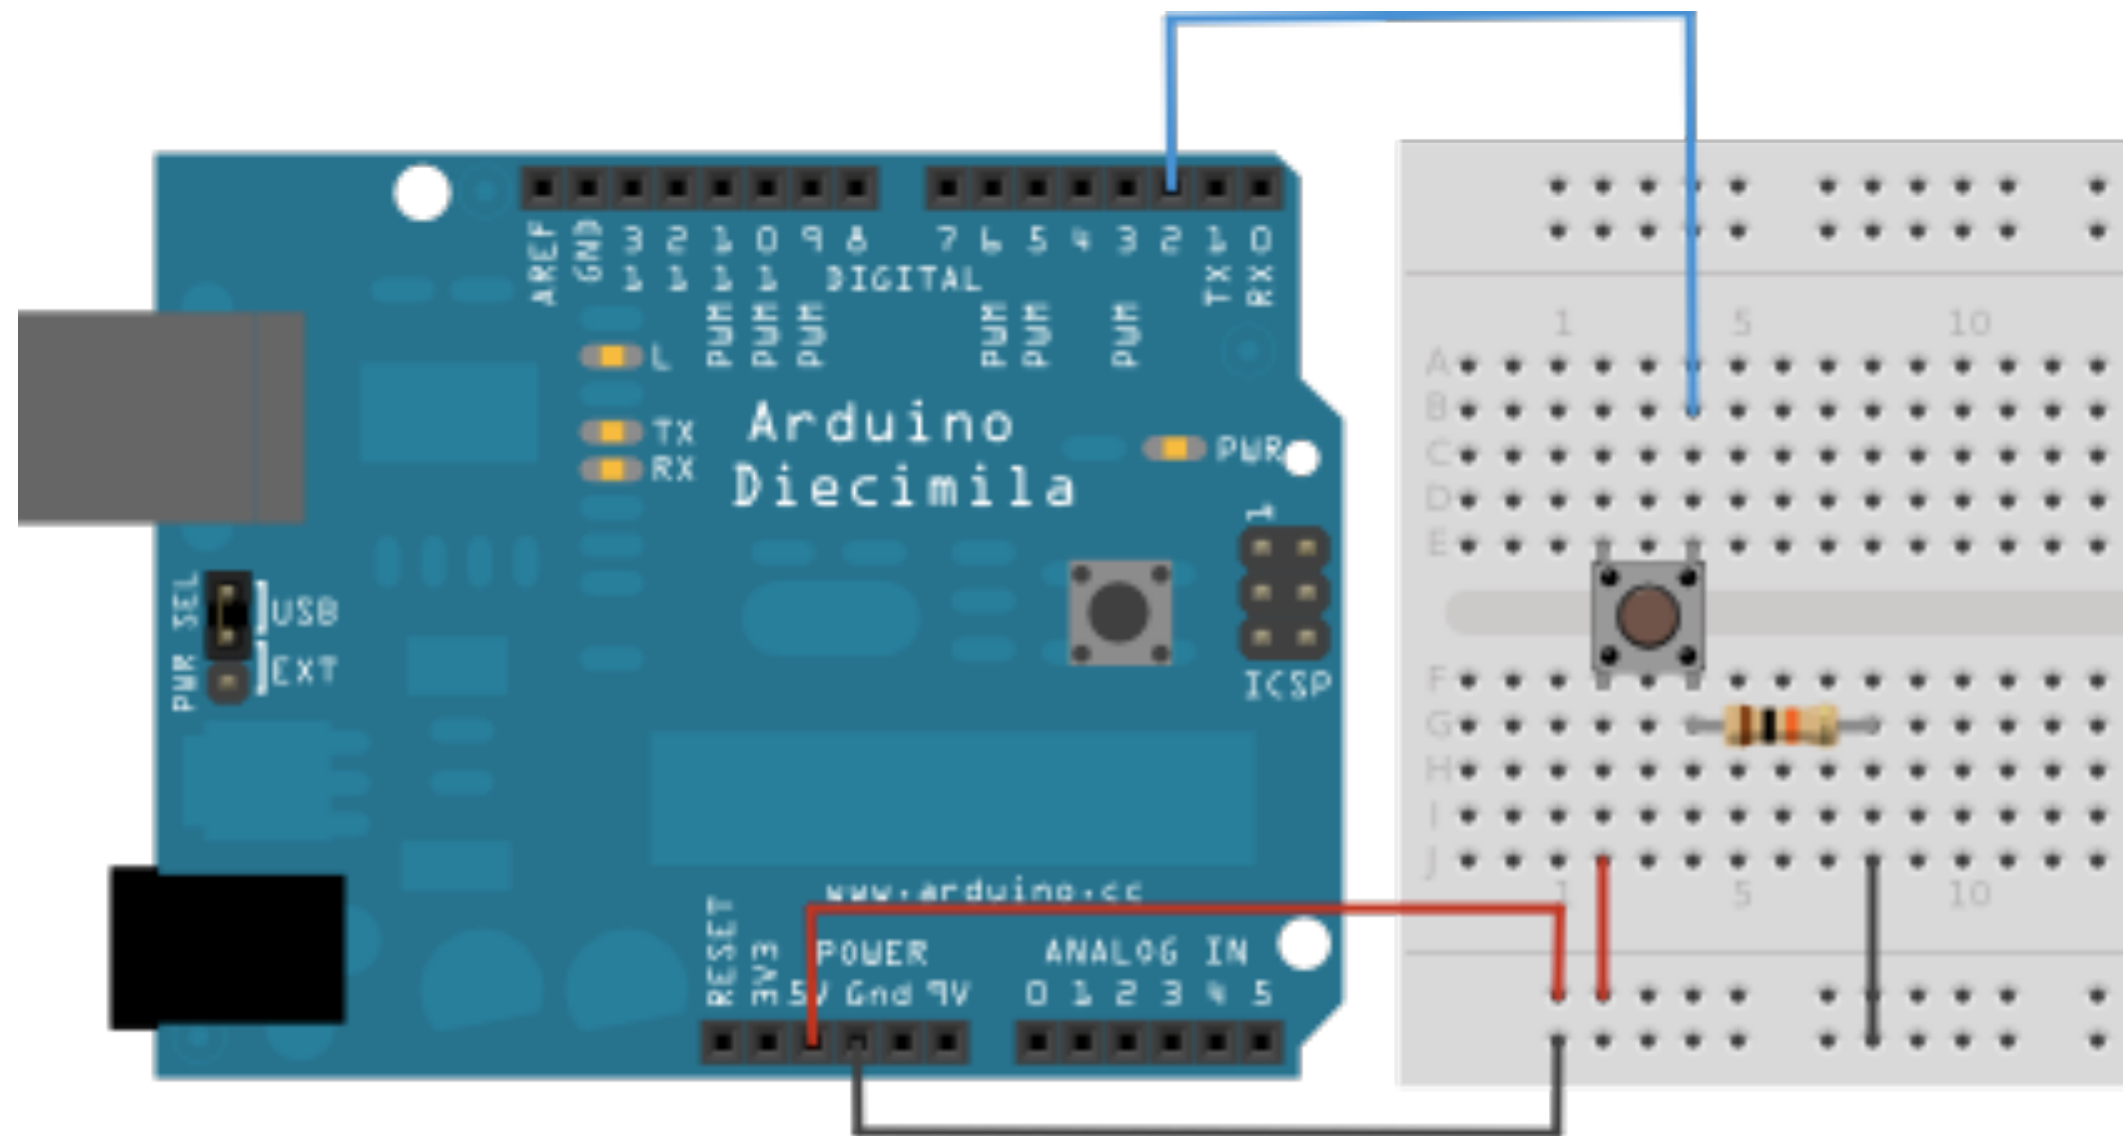 AREF
GND
13
12
11
10
9
8
7
6
5
4
3
2
1
0
TX
RX
DIGITAL
PWM
PWM
PWM
PWM
PWM
PWM
L
TX
RX
Arduino
Diecimila
PWR
1
ICSP
PWR SEL
USB
EXT
www.arduino.cc
RESET
3V3
POWER
5V Gnd 9V
ANALOG IN
0 1 2 3 4 5
1 5 10
A
B
C
D
E
F
G
H
I
J
1 5 10